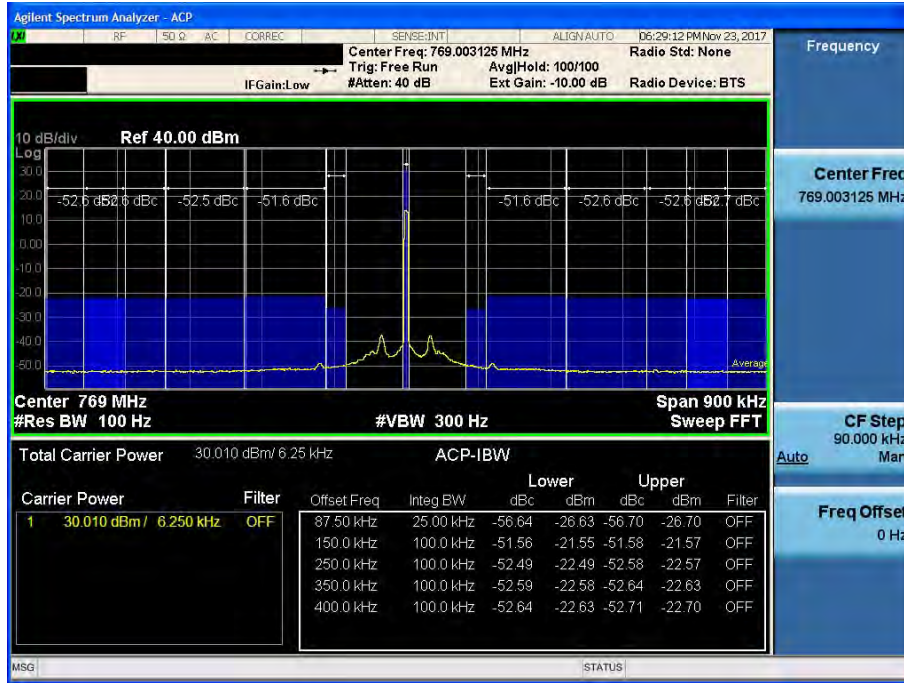 Agilent Spectrum Analyzer - ACP
LXI RF 50 Ω AC CORREC SENSE:INT ALIGN AUTO 06:29:12 PM Nov 23, 2017
Center Freq: 769.003125 MHz Radio Std: None
Trig: Free Run Avg|Hold: 100/100
IFGain:Low #Atten: 40 dB Ext Gain: -10.00 dB Radio Device: BTS
Frequency
10 dB/div Ref 40.00 dBm
Log
30.0
20.0
-52.6 dBc -52.5 dBc -51.6 dBc -51.6 dBc -52.6 dBc -52.7 dBc
10.0
0.00
-10.0
-20.0
-30.0
-40.0
-50.0
Average
Center 769 MHz Span 900 kHz
#Res BW 100 Hz #VBW 300 Hz Sweep FFT
Center Freq
769.003125 MHz
CF Step
90.000 kHz
Auto Man
Freq Offset
0 Hz
Total Carrier Power 30.010 dBm/ 6.25 kHz ACP-IBW
Lower Upper
Carrier Power Filter Offset Freq Integ BW dBc dBm dBc dBm Filter
1 30.010 dBm / 6.250 kHz OFF 87.50 kHz 25.00 kHz -56.64 -26.63 -56.70 -26.70 OFF
150.0 kHz 100.0 kHz -51.56 -21.55 -51.58 -21.57 OFF
250.0 kHz 100.0 kHz -52.49 -22.49 -52.58 -22.57 OFF
350.0 kHz 100.0 kHz -52.59 -22.58 -52.64 -22.63 OFF
400.0 kHz 100.0 kHz -52.64 -22.63 -52.71 -22.70 OFF
MSG STATUS